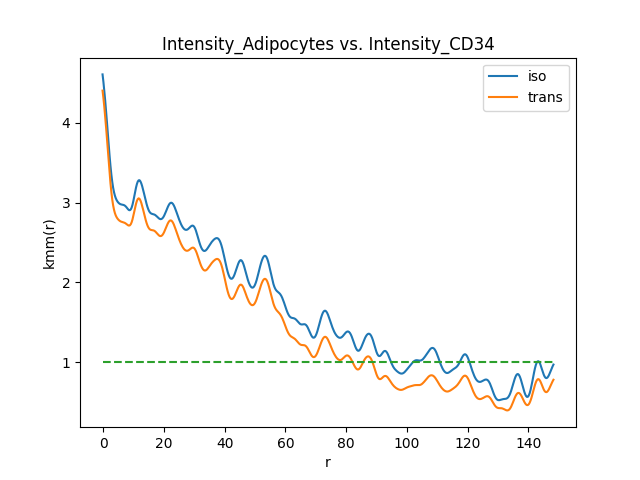 Intensity_Adipocytes vs. Intensity_CD34
iso
trans
kmm(r)
4
3
2
1
0 20 40 60 80 100 120 140
r